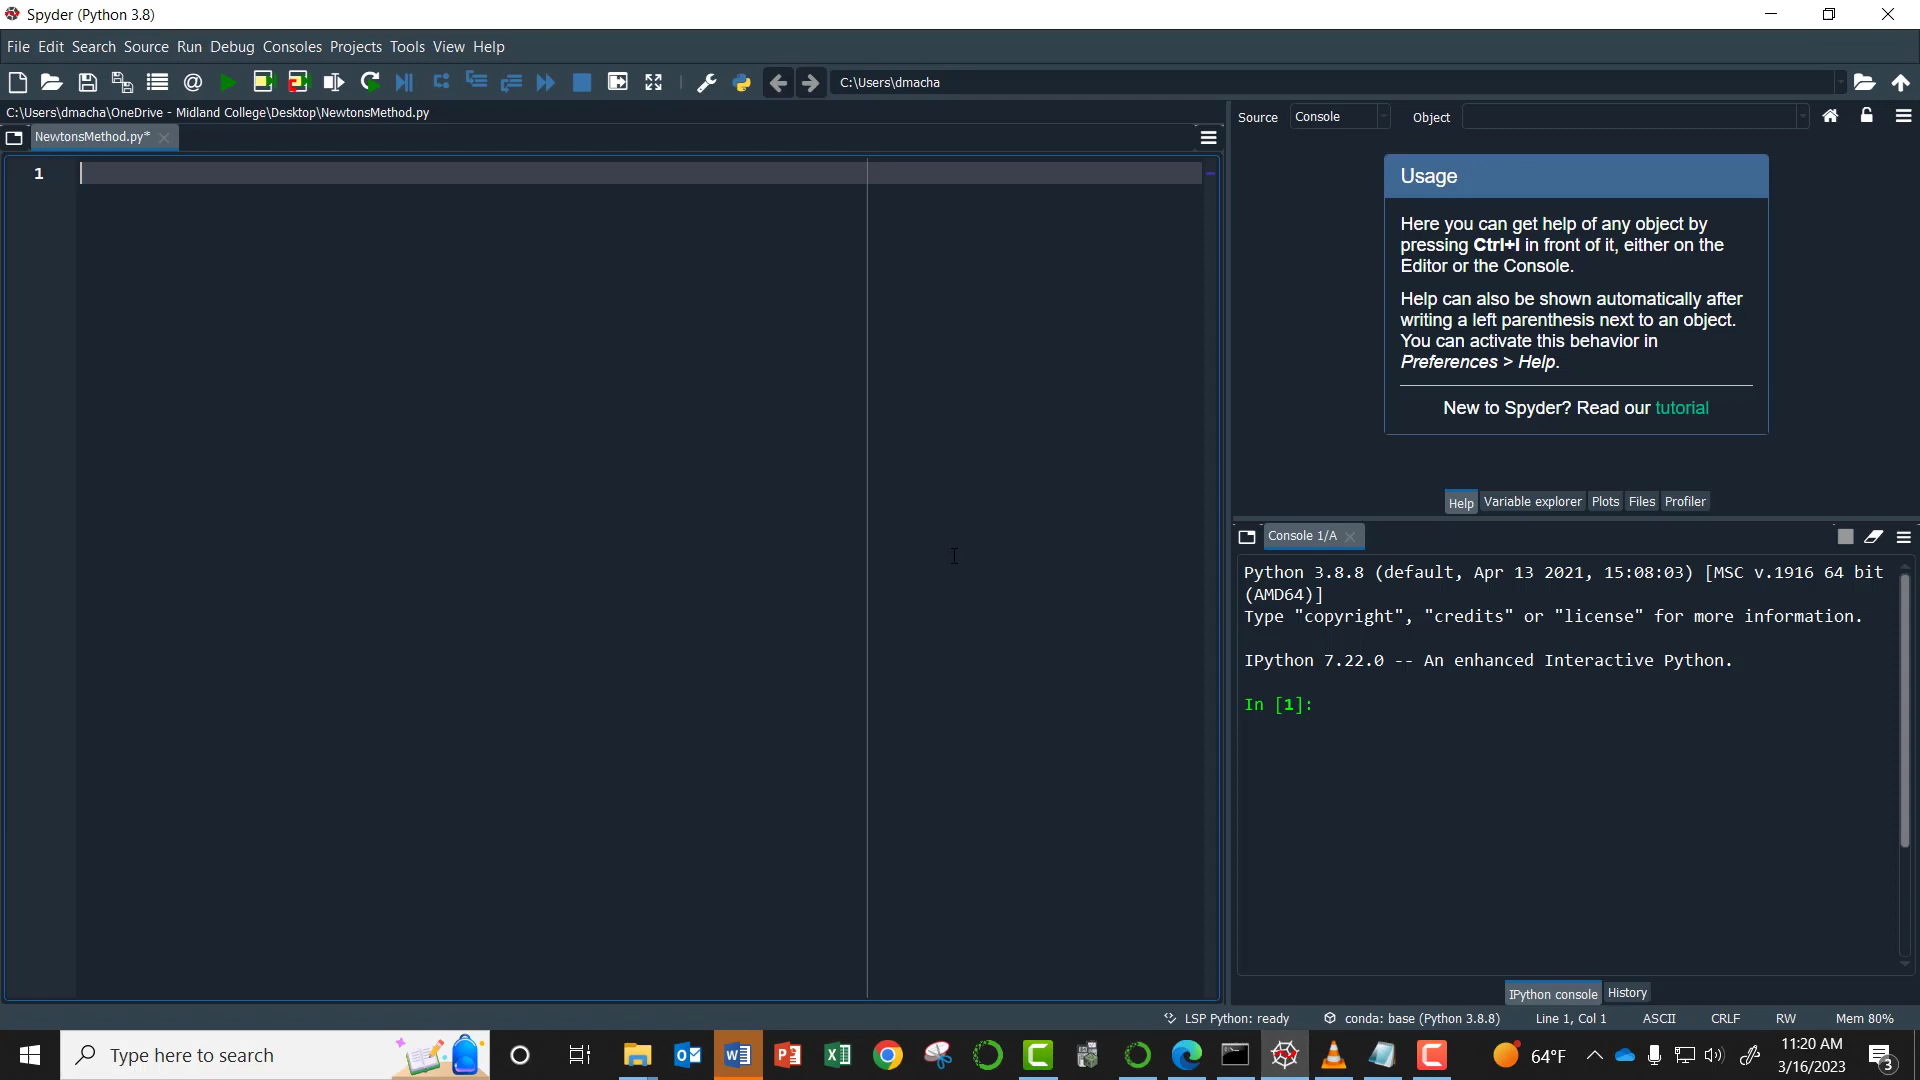 Spyder (Python 3.8)
File Edit Search Source Run Debug Consoles Projects Tools View Help
C:\Users\dmacha
C:\Users\dmacha\OneDrive - Midland College\Desktop\NewtonsMethod.py
Source Console Object
NewtonsMethod.py*
1
Usage
Here you can get help of any object by
pressing Ctrl+I in front of it, either on the
Editor or the Console.
Help can also be shown automatically after
writing a left parenthesis next to an object.
You can activate this behavior in
Preferences > Help.
New to Spyder? Read our tutorial
Help Variable explorer Plots Files Profiler
Console 1/A
Python 3.8.8 (default, Apr 13 2021, 15:08:03) [MSC v.1916 64 bit
(AMD64)]
Type "copyright", "credits" or "license" for more information.
IPython 7.22.0 -- An enhanced Interactive Python.
In [1]:
IPython console History
LSP Python: ready conda: base (Python 3.8.8) Line 1, Col 1 ASCII CRLF RW Mem 80%
Type here to search
64°F
11:20 AM
3/16/2023
3